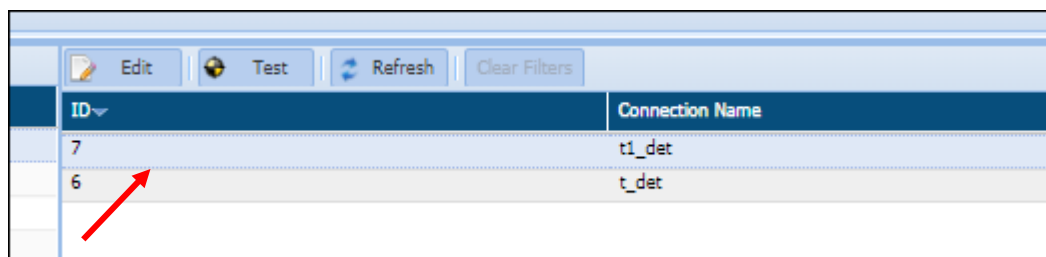 Edit Test Refresh Clear Filters
ID Connection Name
7 t1_det
6 t_det